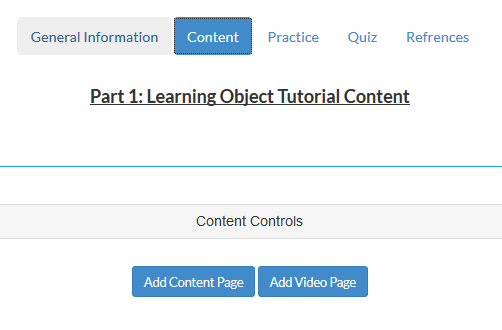 General Information Content Practice Quiz Refrences
Part 1: Learning Object Tutorial Content
Content Controls
Add Content Page Add Video Page